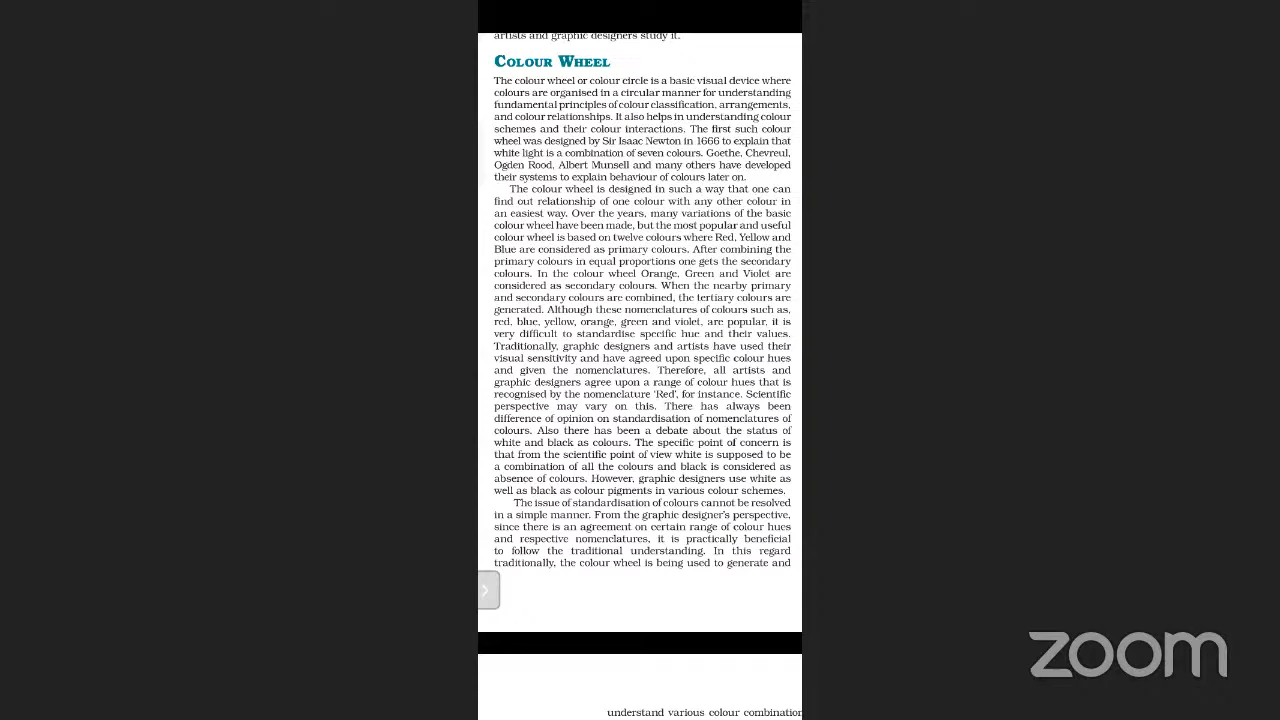 artists and graphic designers study it.
COLOUR WHEEL
The colour wheel or colour circle is a basic visual device where
colours are organised in a circular manner for understanding
fundamental principles of colour classification, arrangements,
and colour relationships. It also helps in understanding colour
schemes and their colour interactions. The first such colour
wheel was designed by Sir Isaac Newton in 1666 to explain that
white light is a combination of seven colours. Goethe, Chevreul,
Ogden Rood, Albert Munsell and many others have developed
their systems to explain behaviour of colours later on.
The colour wheel is designed in such a way that one can
find out relationship of one colour with any other colour in
an easiest way. Over the years, many variations of the basic
colour wheel have been made, but the most popular and useful
colour wheel is based on twelve colours where Red, Yellow and
Blue are considered as primary colours. After combining the
primary colours in equal proportions one gets the secondary
colours. In the colour wheel Orange, Green and Violet are
considered as secondary colours. When the nearby primary
and secondary colours are combined, the tertiary colours are
generated. Although these nomenclatures of colours such as,
red, blue, yellow, orange, green and violet, are popular, it is
very difficult to standardise specific hue and their values.
Traditionally, graphic designers and artists have used their
visual sensitivity and have agreed upon specific colour hues
and given the nomenclatures. Therefore, all artists and
graphic designers agree upon a range of colour hues that is
recognised by the nomenclature 'Red', for instance. Scientific
perspective may vary on this. There has always been
difference of opinion on standardisation of nomenclatures of
colours. Also there has been a debate about the status of
white and black as colours. The specific point of concern is
that from the scientific point of view white is supposed to be
a combination of all the colours and black is considered as
absence of colours. However, graphic designers use white as
well as black as colour pigments in various colour schemes.
The issue of standardisation of colours cannot be resolved
in a simple manner. From the graphic designer's perspective,
since there is an agreement on certain range of colour hues
and respective nomenclatures, it is practically beneficial
to follow the traditional understanding. In this regard
traditionally, the colour wheel is being used to generate and
zoom
understand various colour combination